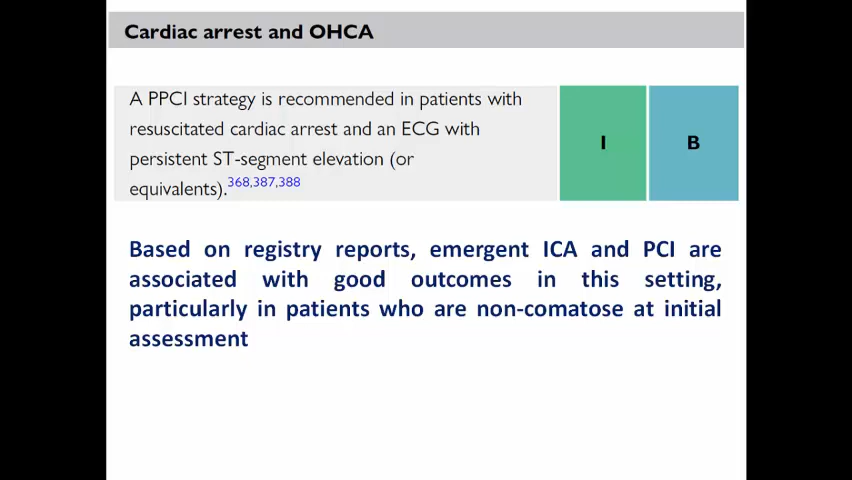 Cardiac arrest and OHCA
A PPCI strategy is recommended in patients with
resuscitated cardiac arrest and an ECG with
persistent ST-segment elevation (or
equivalents).368,387,388
I
B
Based on registry reports, emergent ICA and PCI are
associated with good outcomes in this setting,
particularly in patients who are non-comatose at initial
assessment